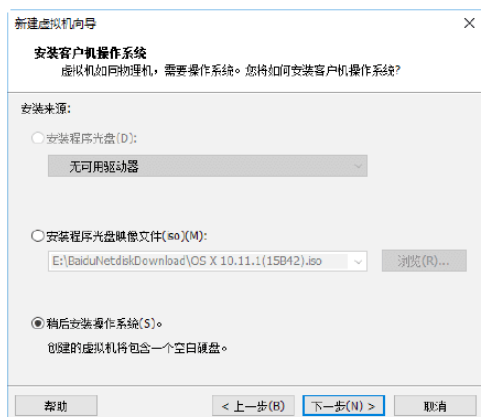 新建虚拟机向导
安装客户机操作系统
虚拟机如同物理机，需要操作系统。您将如何安装客户机操作系统?
安装来源:
安装程序光盘(D):
无可用驱动器
安装程序光盘映像文件(iso)(M):
E:\BaiduNetdiskDownload\OS X 10.11.1(15B42).iso
浏览(R)...
稍后安装操作系统(S)。
创建的虚拟机将包含一个空白硬盘。
帮助
< 上一步(B)
下一步(N) >
取消